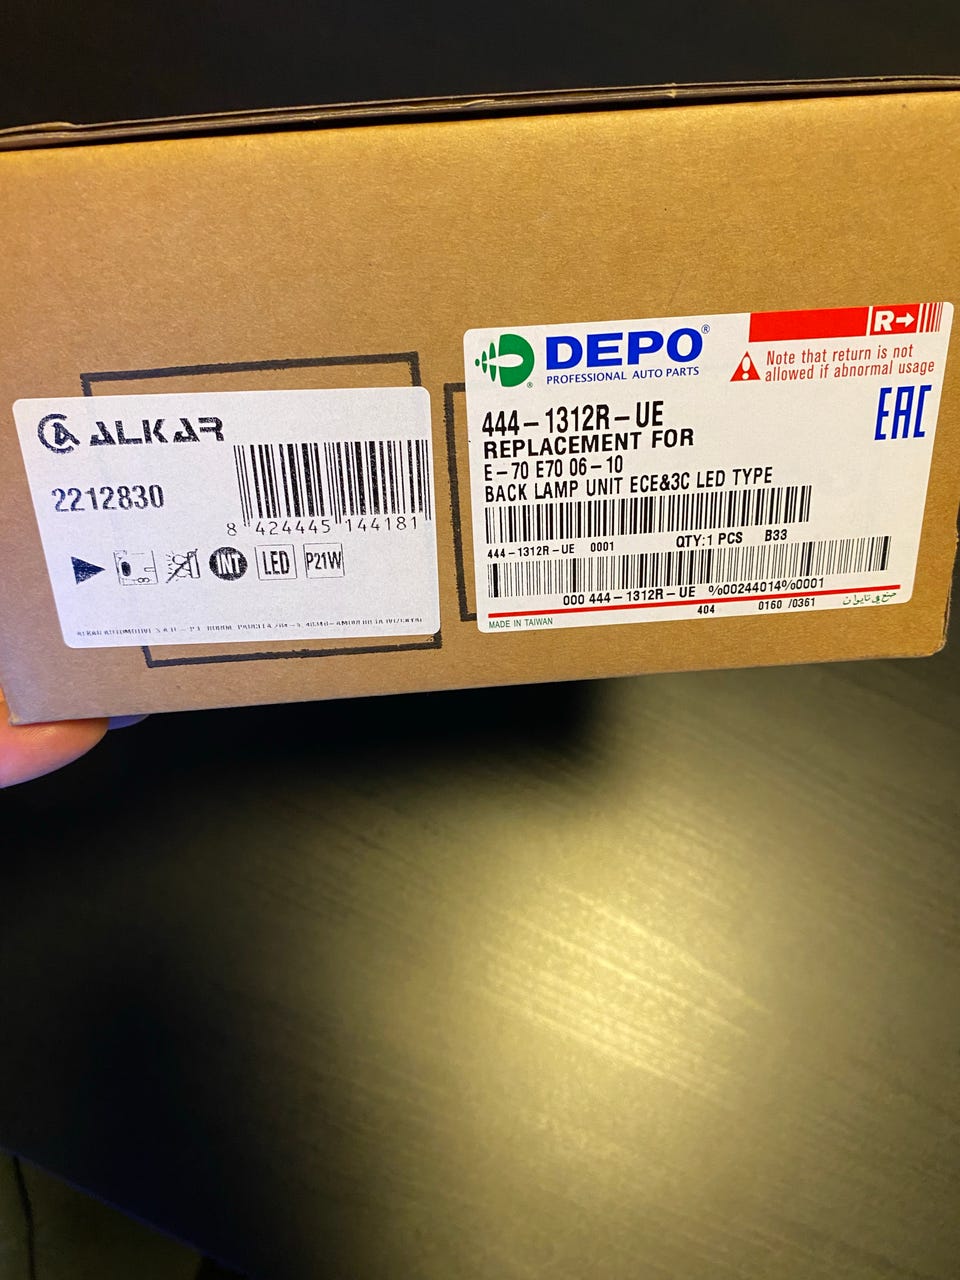 ALKAR
2212830
8 424445 144181
INT LED P21W
DEPO®
PROFESSIONAL AUTO PARTS
R→
Note that return is not
allowed if abnormal usage
EAC
444-1312R-UE
REPLACEMENT FOR
E-70 E70 06-10
BACK LAMP UNIT ECE&3C LED TYPE
444-1312R-UE 0001 QTY:1 PCS B33
000 444-1312R-UE %00244014%0001
404 0160 /0361 صنع في تايوان
MADE IN TAIWAN